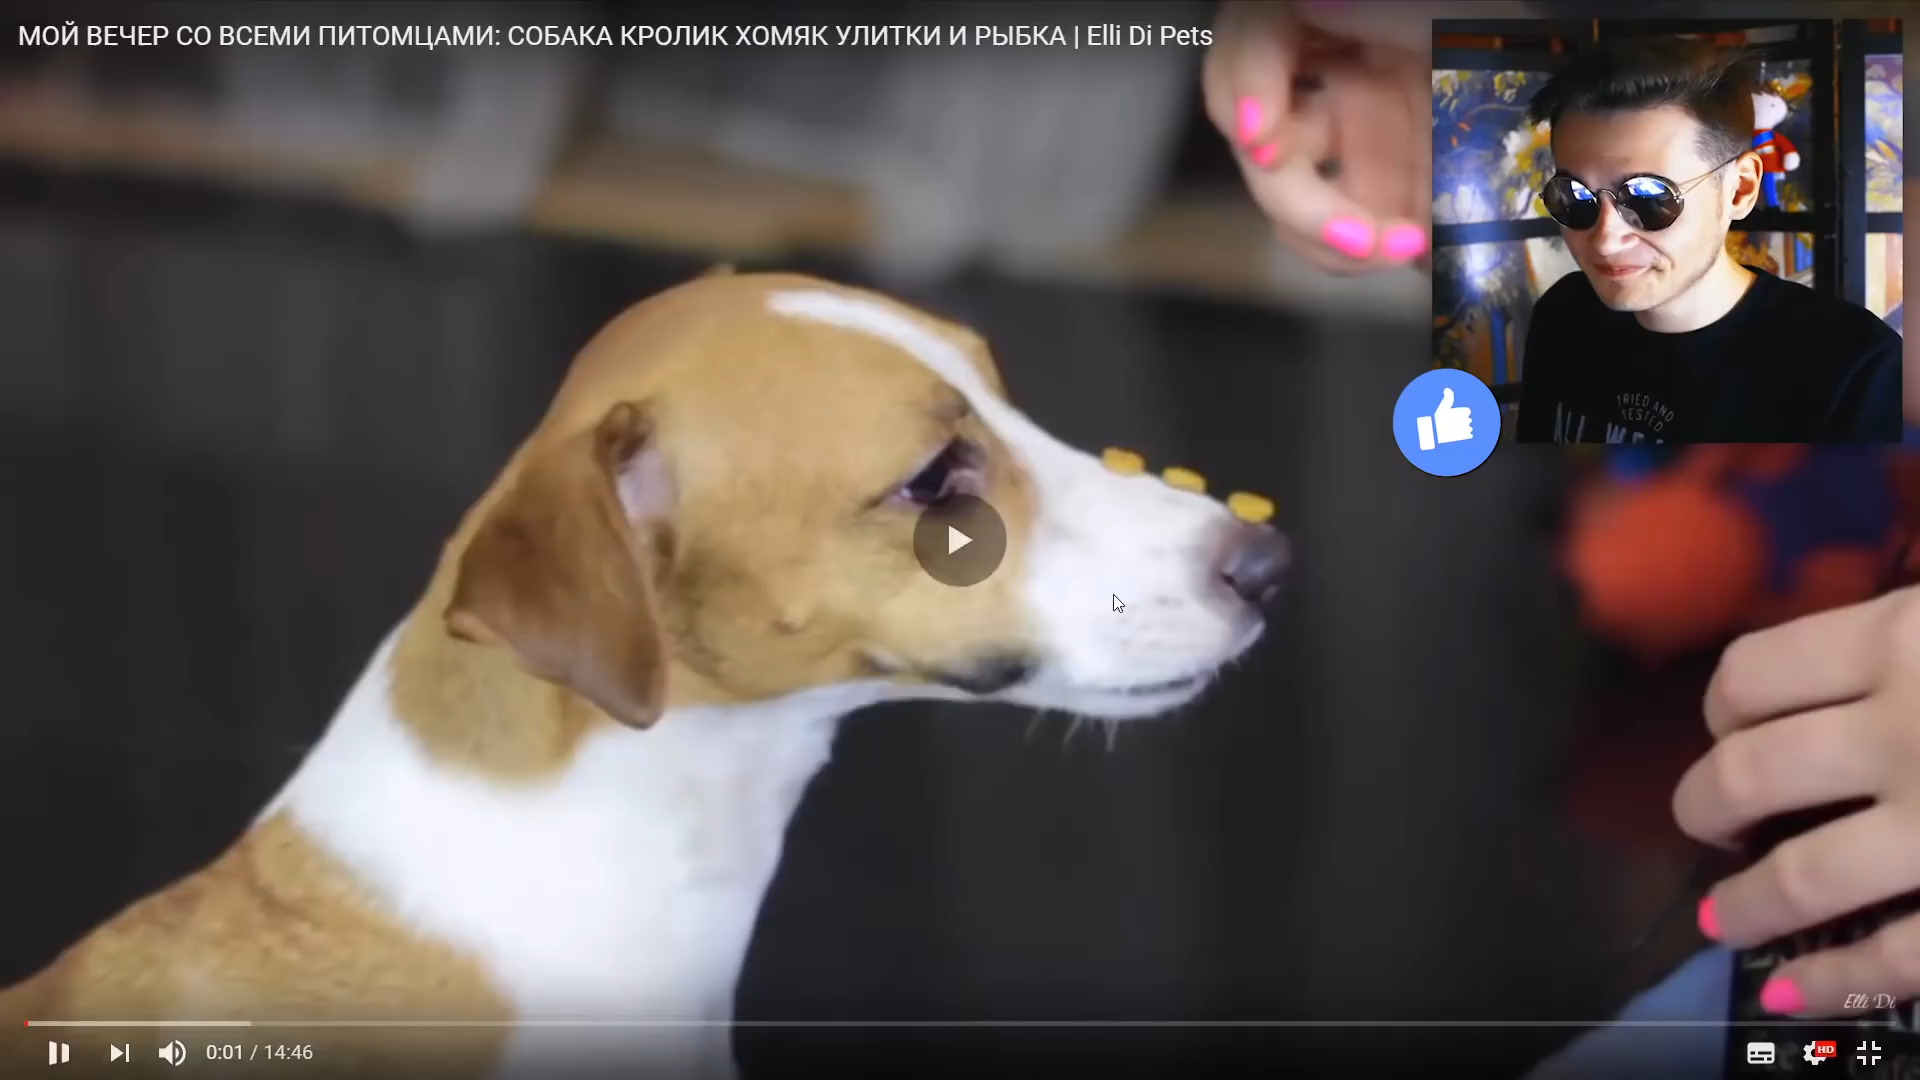 МОЙ ВЕЧЕР СО ВСЕМИ ПИТОМЦАМИ: СОБАКА КРОЛИК ХОМЯК УЛИТКИ И РЫБКА | Elli Di Pets
TRIED AND
TESTED
ALL
Elli Di
0:01 / 14:46
HD